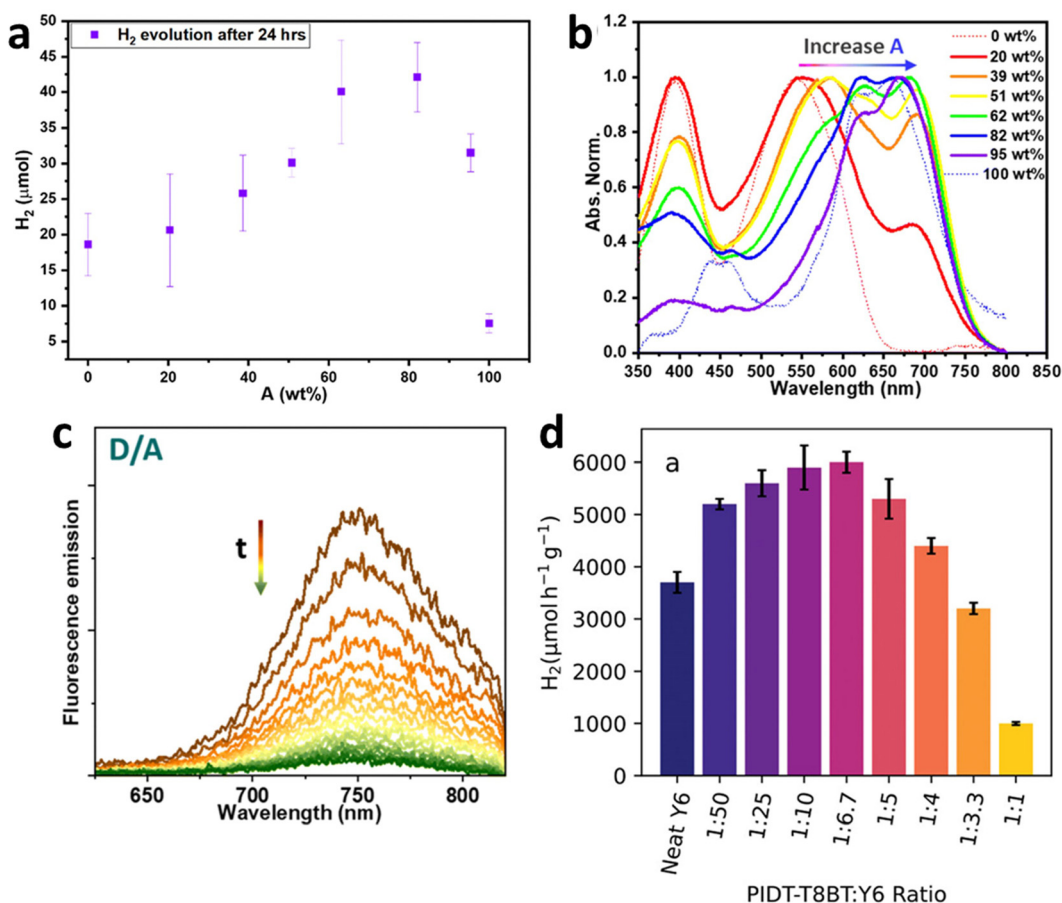 a
H₂ evolution after 24 hrs
H₂ (μmol)
50
45
40
35
30
25
20
15
10
5
0 20 40 60 80 100
A (wt%)
b
Increase A
0 wt%
20 wt%
39 wt%
51 wt%
62 wt%
82 wt%
95 wt%
100 wt%
Abs. Norm.
1.2
1.0
0.8
0.6
0.4
0.2
0.0
350 400 450 500 550 600 650 700 750 800 850
Wavelength (nm)
c
D/A
t
Fluorescence emission
650 700 750 800
Wavelength (nm)
d
a
H₂(μmol h⁻¹ g⁻¹)
6000
5000
4000
3000
2000
1000
0
Neat Y6 1:50 1:25 1:10 1:6.7 1:5 1:4 1:3.3 1:1
PIDT-T8BT:Y6 Ratio